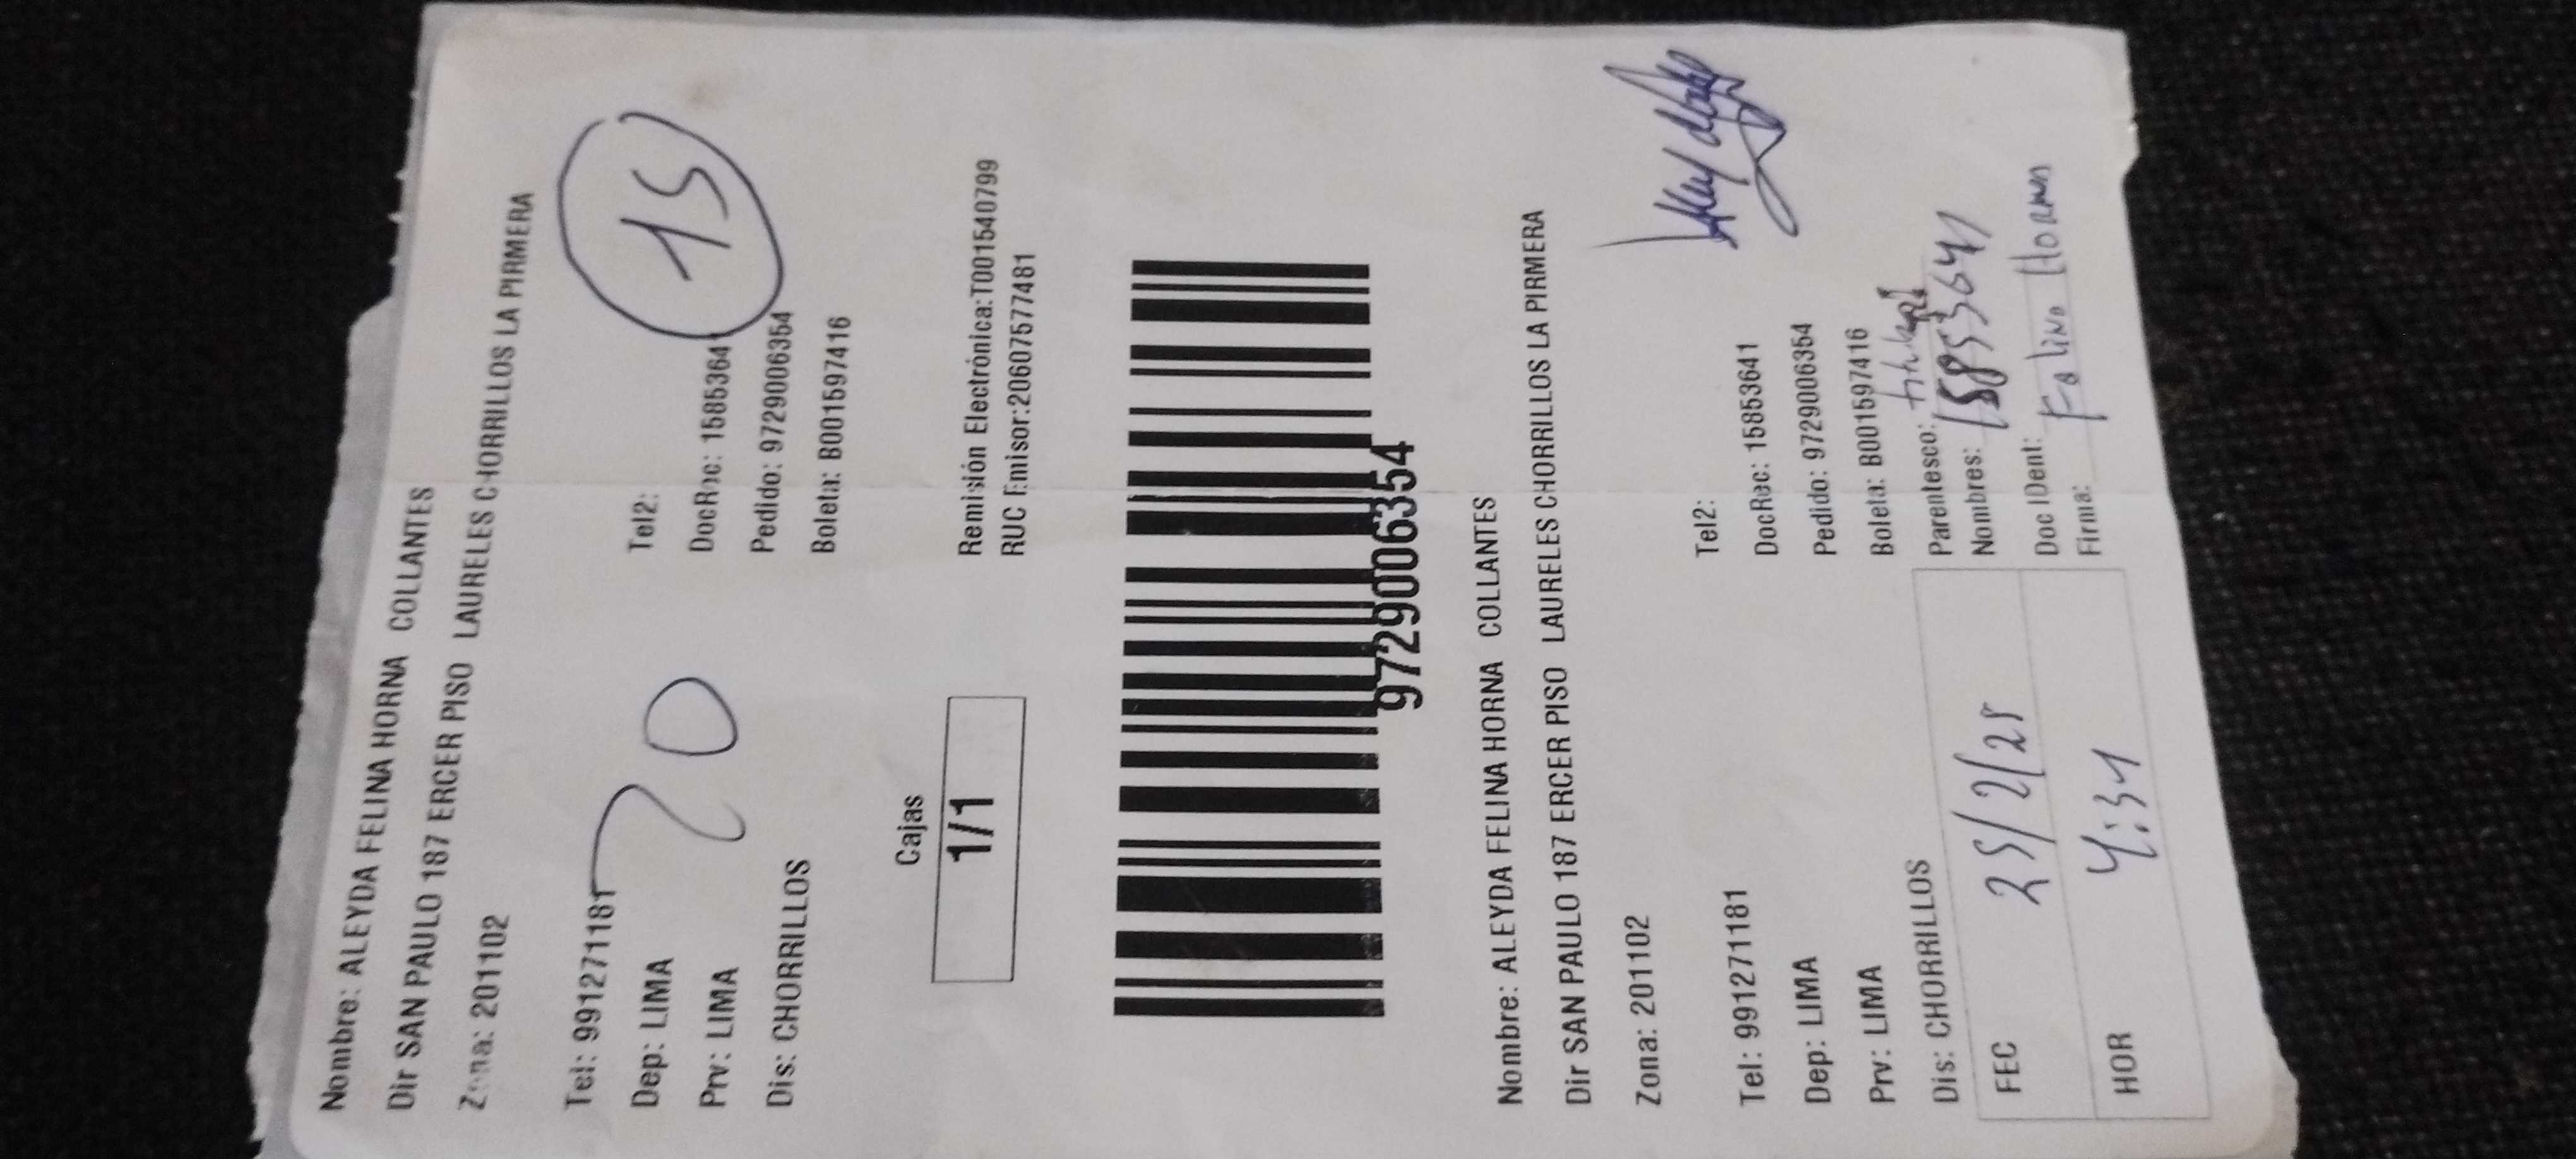 Nombre: ALEYDA FELINA HORNA COLLANTES
Dir SAN PAULO 187 ERCER PISO LAURELES CHORRILLOS LA PIRMERA
Zona: 201102
15
Tel: 991271181 Tel2:
Dep: LIMA DocRec: 15853641
20
Prv: LIMA Pedido: 9729006354
Dis: CHORRILLOS Boleta: B001597416
Cajas
1/1
Remisión Electrónica:T001540799
RUC Emisor:20607577481
9729006354
Nombre: ALEYDA FELINA HORNA COLLANTES
Dir SAN PAULO 187 ERCER PISO LAURELES CHORRILLOS LA PIRMERA
Zona: 201102
Tel: 991271181 Tel2:
Dep: LIMA DocRec: 15853641
Prv: LIMA Pedido: 9729006354
Dis: CHORRILLOS Boleta: B001597416
FEC 25/2/25 Parentesco:
Nombres: 15853641
HOR 4:31 Doc IDent:
Firma: Horna